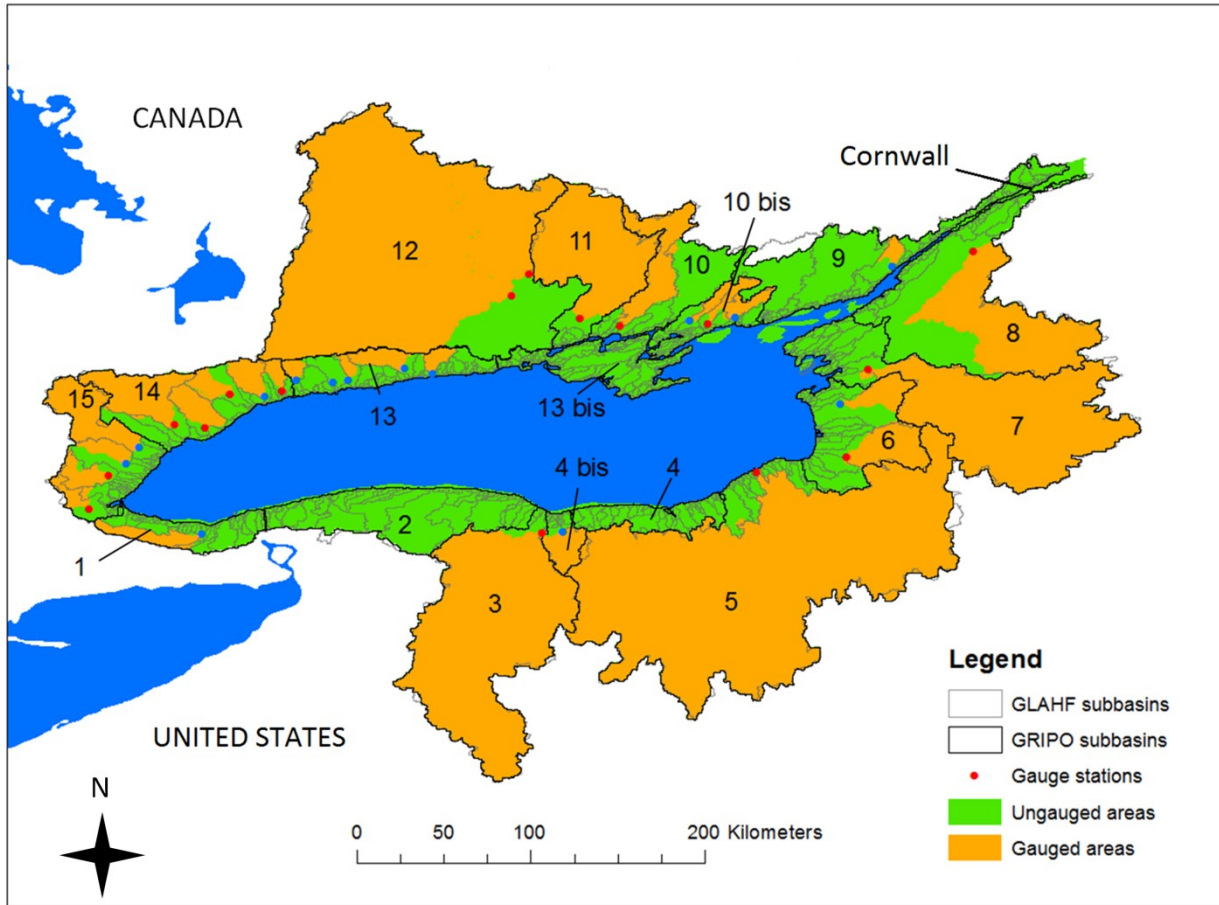 CANADA
Cornwall
10 bis
12
11
10
9
8
15
14
13
13 bis
7
6
4 bis
4
2
1
3
5
Legend
GLAHF subbasins
GRIPO subbasins
Gauge stations
Ungauged areas
Gauged areas
UNITED STATES
N
0 50 100 200 Kilometers